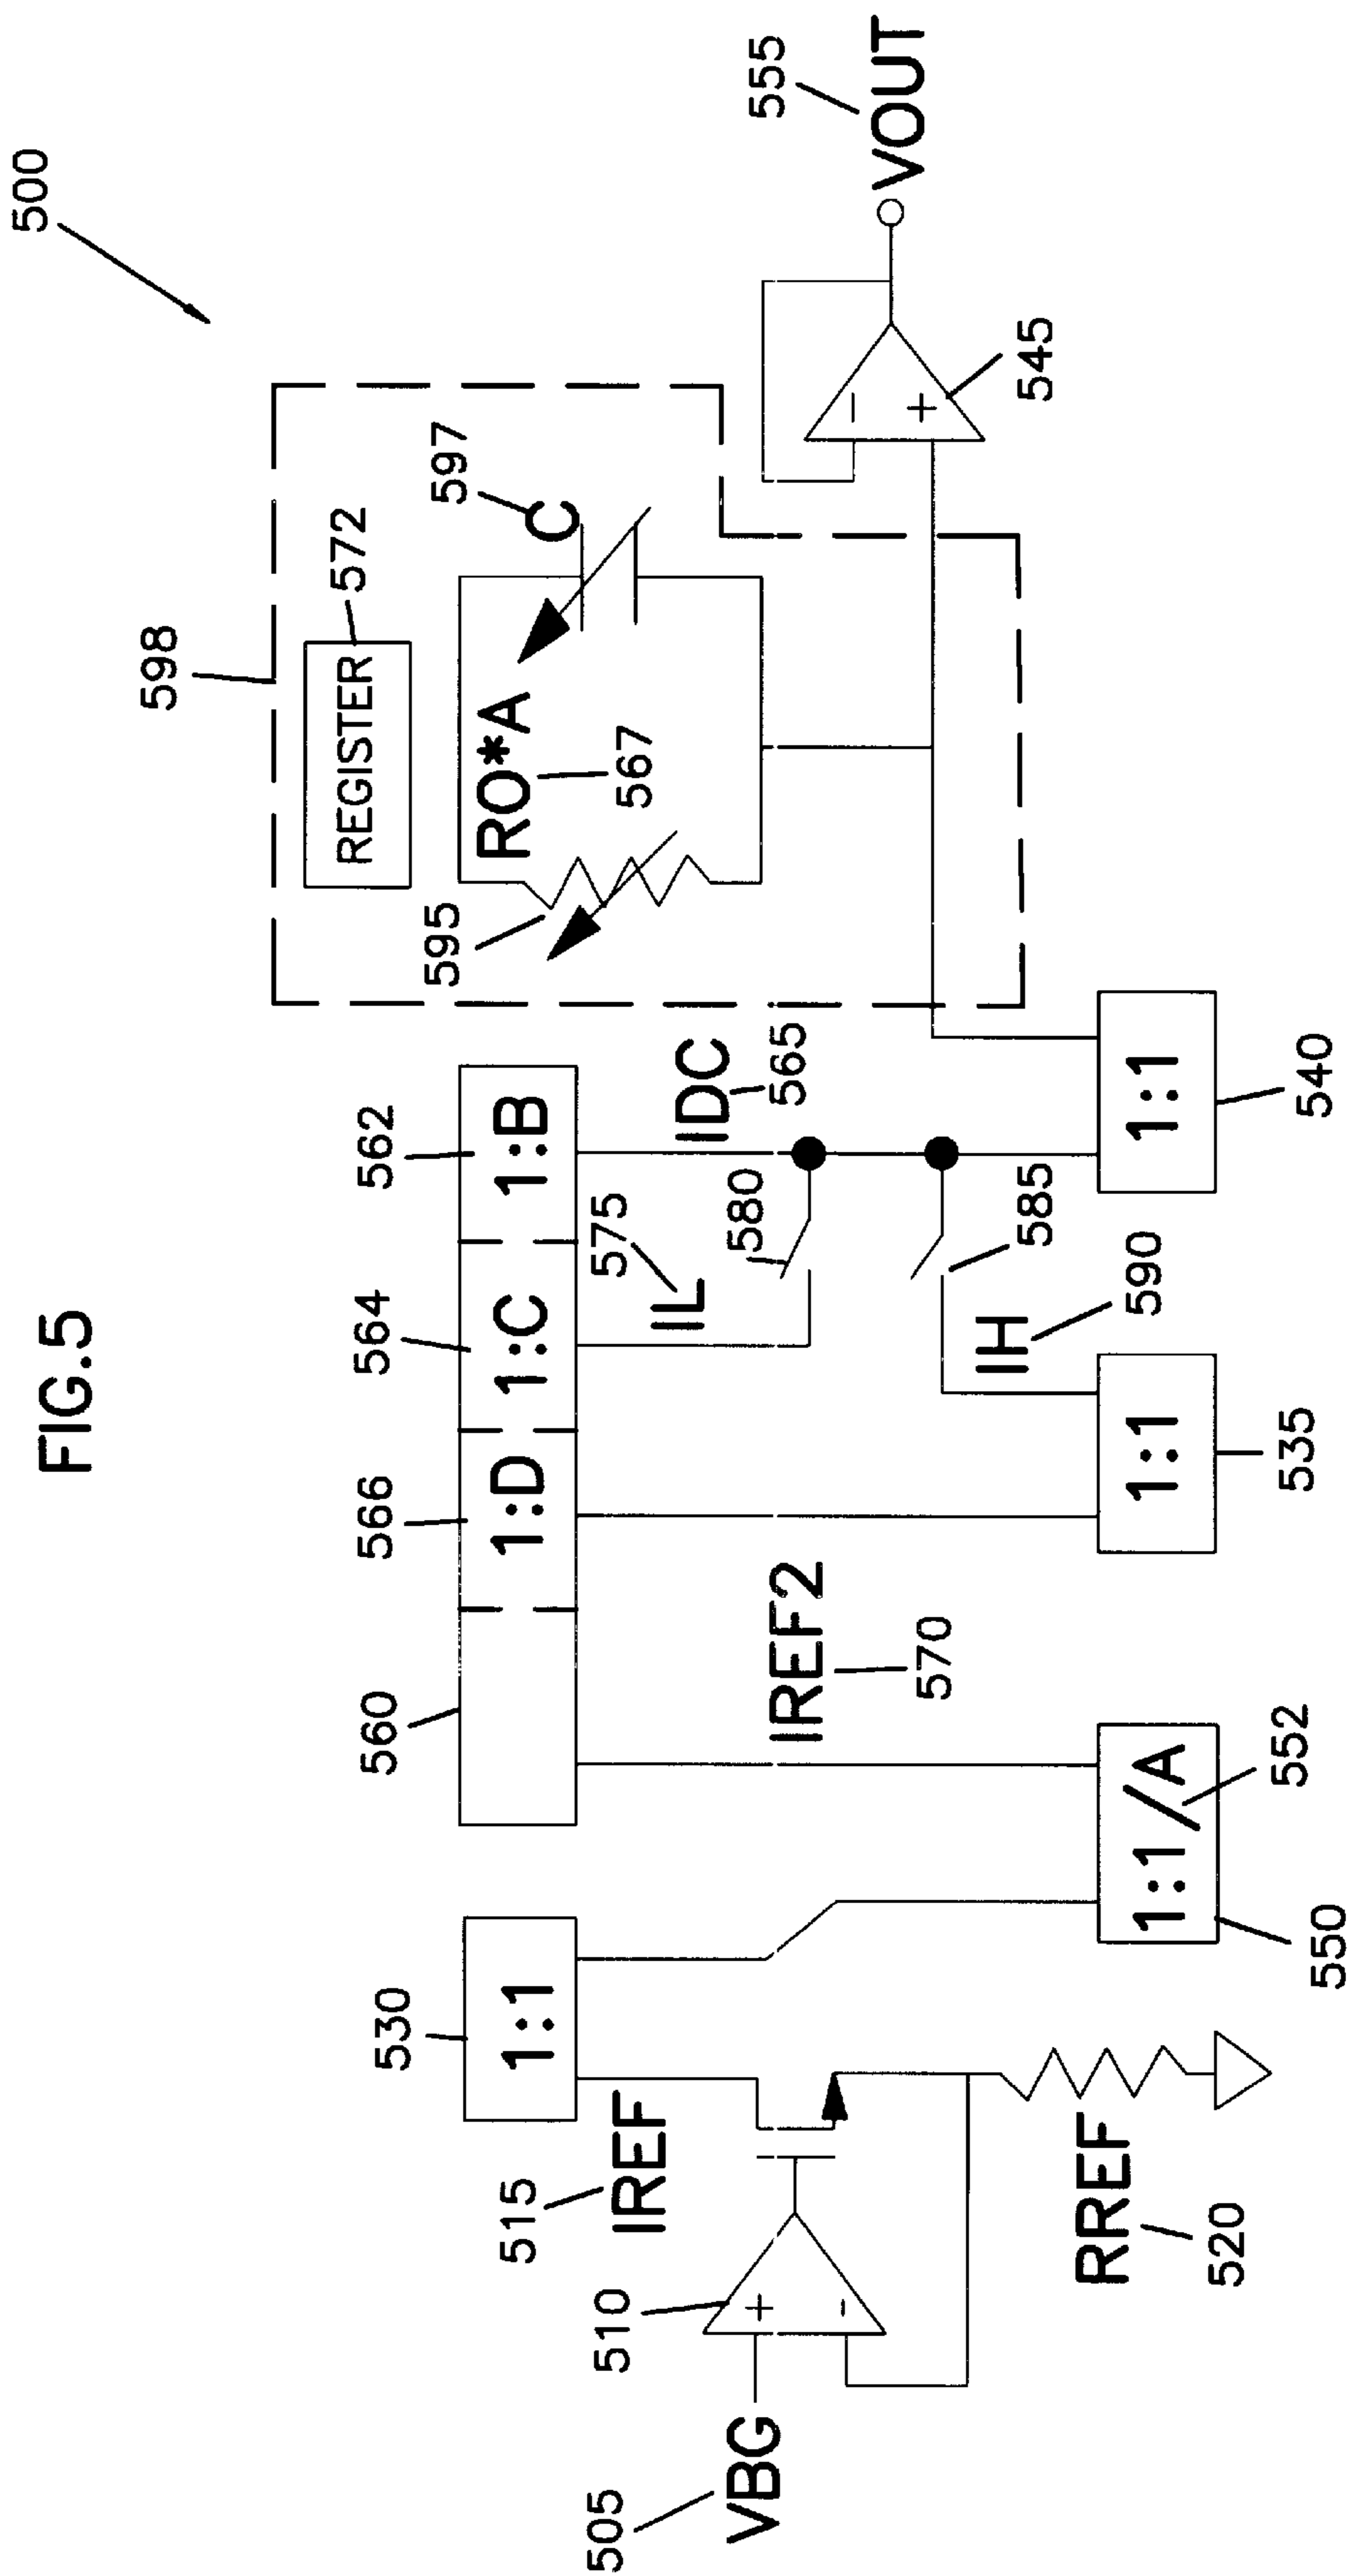 FIG.5
500
505
VBG
510
+
-
515
IREF
RREF
520
530
1:1
1:1/A
552
550
560
566
1:D
564
1:C
562
1:B
IREF2
570
575
IL
580
IDC
565
IH
590
585
1:1
535
1:1
540
598
REGISTER
572
595
RO*A
567
C
597
-
+
545
555
VOUT